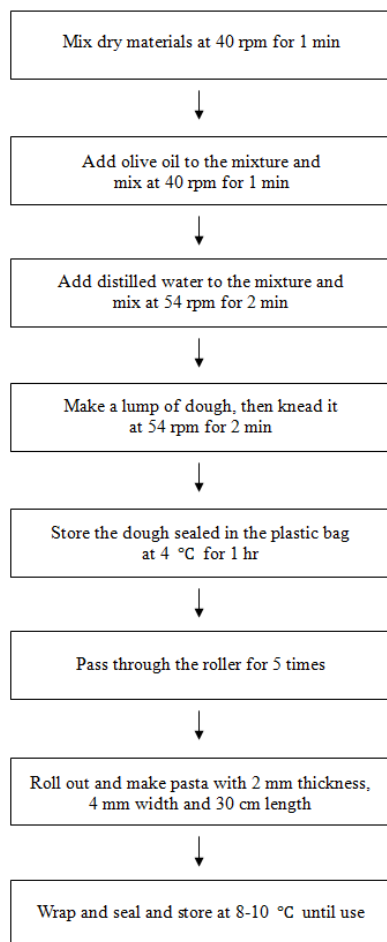 Mix dry materials at 40 rpm for 1 min
Add olive oil to the mixture and
mix at 40 rpm for 1 min
Add distilled water to the mixture and
mix at 54 rpm for 2 min
Make a lump of dough, then knead it
at 54 rpm for 2 min
Store the dough sealed in the plastic bag
at 4 ℃ for 1 hr
Pass through the roller for 5 times
Roll out and make pasta with 2 mm thickness,
4 mm width and 30 cm length
Wrap and seal and store at 8-10 ℃ until use